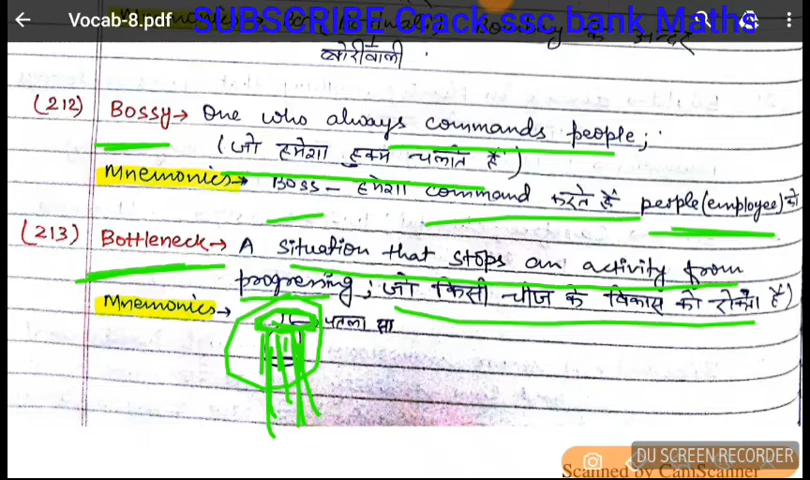 Vocab-8.pdf
SUBSCRIBE Crackssc bank Maths
Mnemonics →
बोरीवाली
(212) Bossy → One who always commands people;
(जो हमेशा हुक्म चलाते हैं)
Mnemonics → Boss - हमेशा command करते हैं people(employee) को
(213) Bottleneck → A situation that stops an activity from
progressing; जो किसी चीज के विकास को रोकता है)
Mnemonics → पतला सा
DU SCREEN RECORDER
Scanned by CamScanner